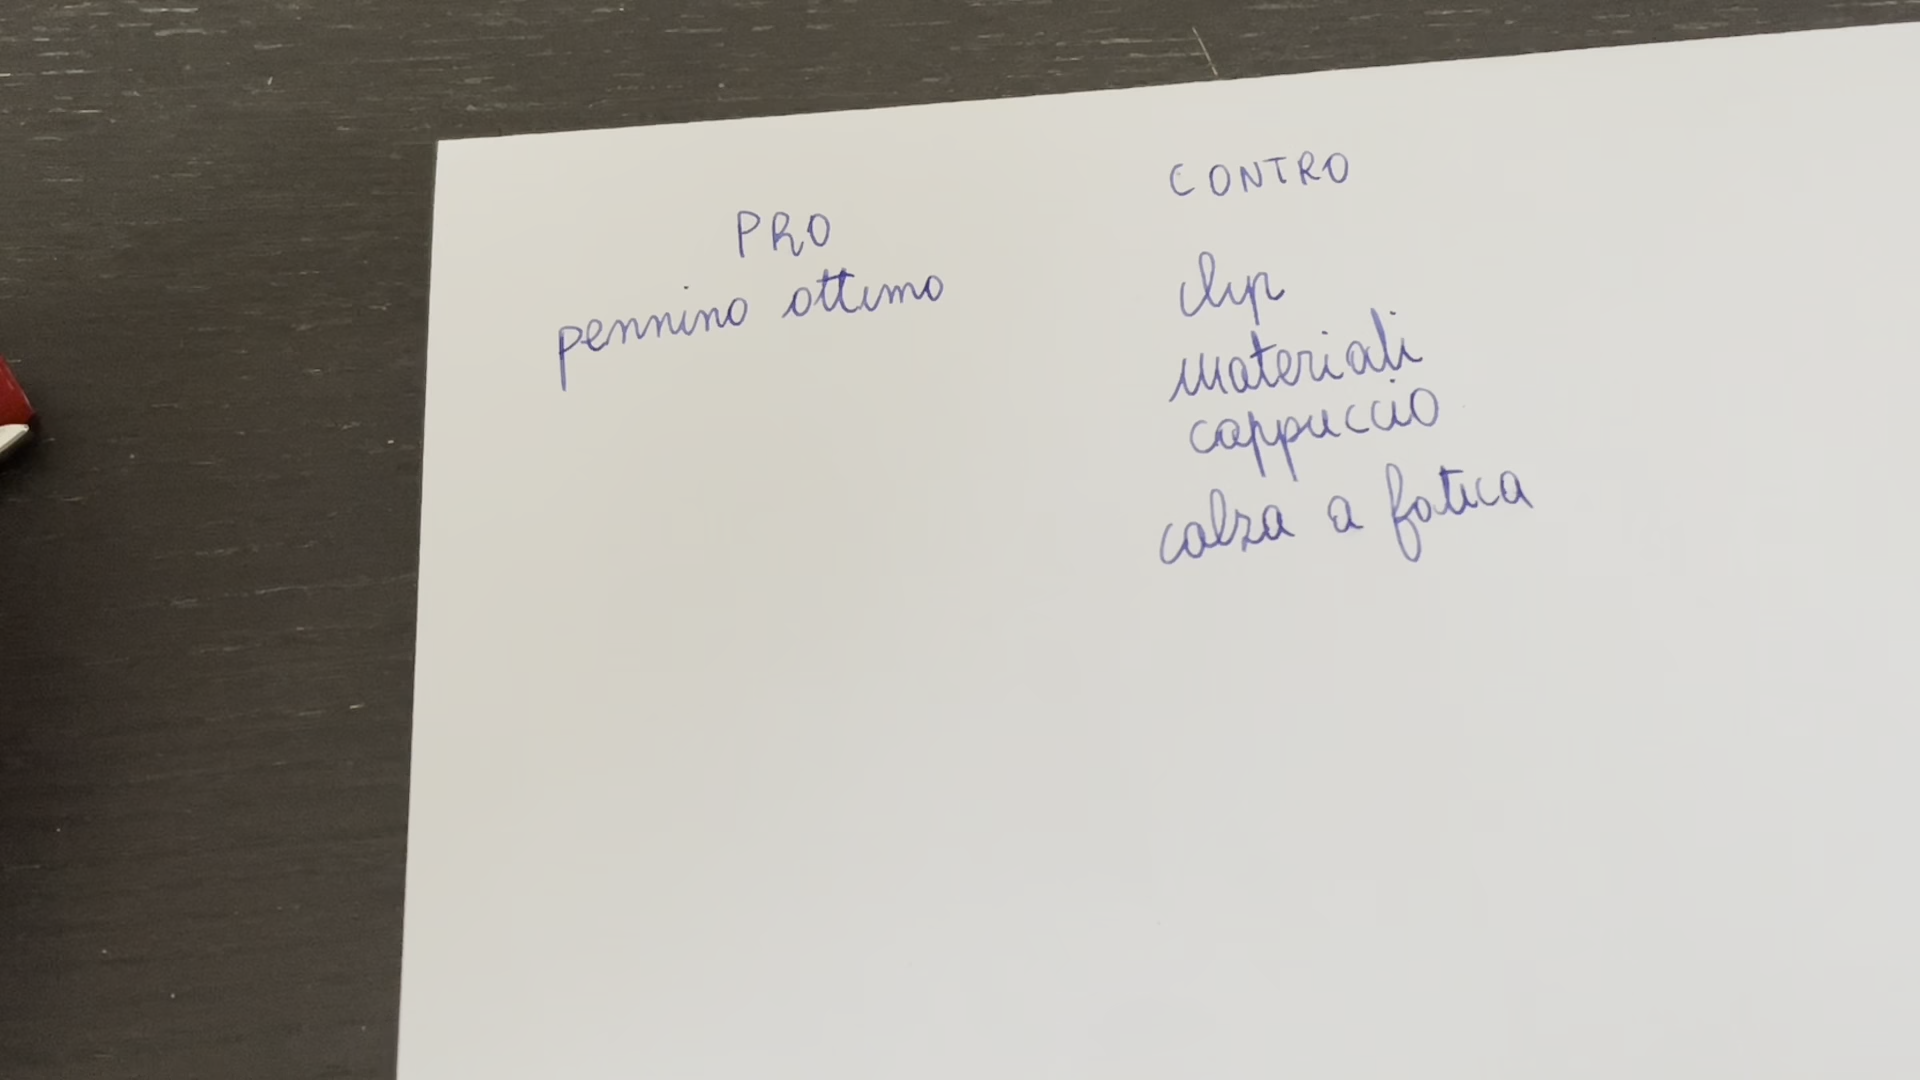 PRO
pennino ottimo
CONTRO
clip
materiali
cappuccio
calza a fatica